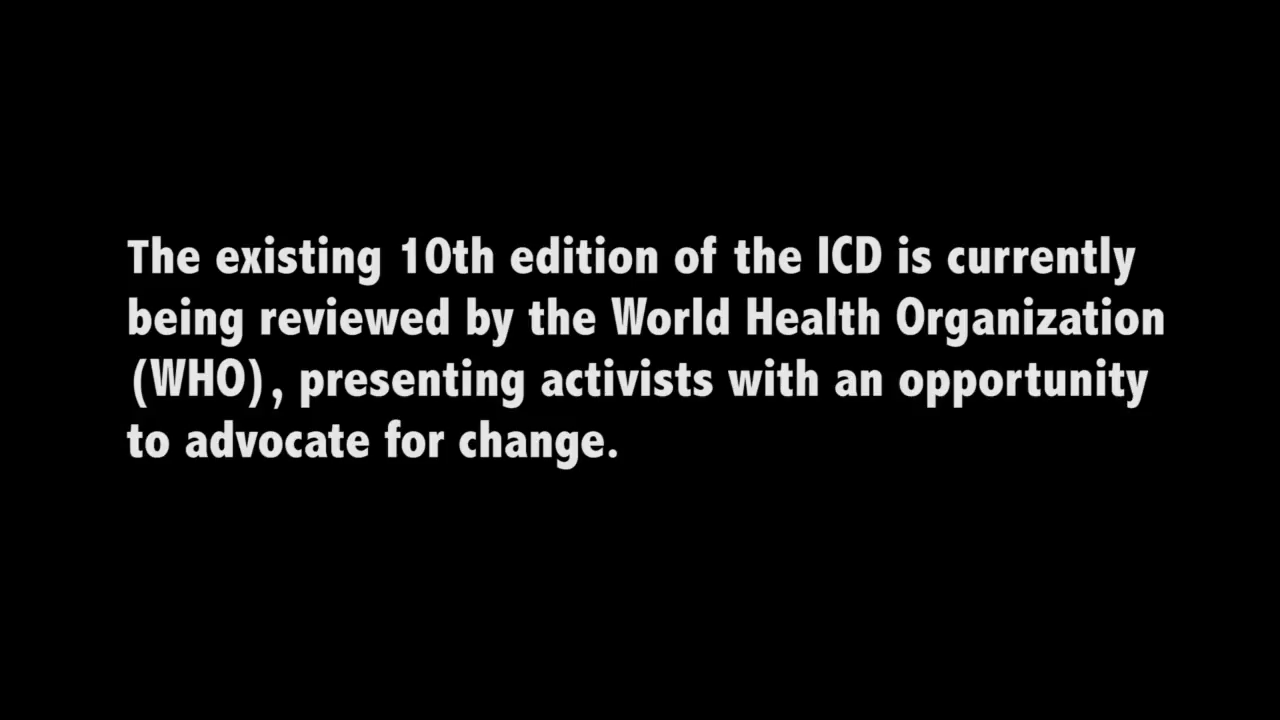 The existing 10th edition of the ICD is currently
being reviewed by the World Health Organization
(WHO), presenting activists with an opportunity
to advocate for change.